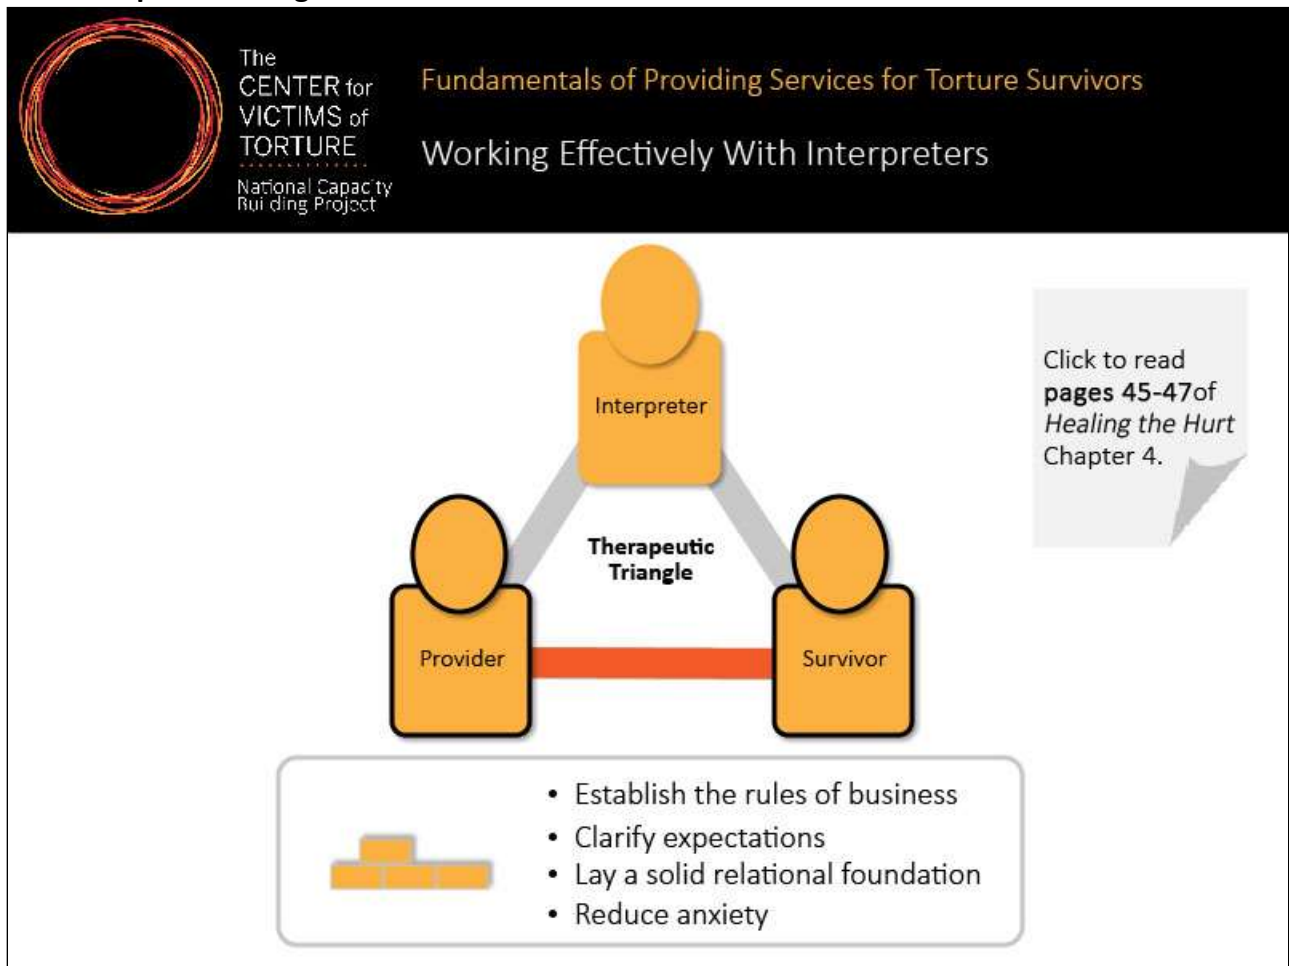 The
CENTER for
VICTIMS of
TORTURE
National Capacity
Building Project
Fundamentals of Providing Services for Torture Survivors
Working Effectively With Interpreters
Interpreter
Click to read
pages 45-47of
Healing the Hurt
Chapter 4.
Therapeutic
Triangle
Provider
Survivor
• Establish the rules of business
• Clarify expectations
• Lay a solid relational foundation
• Reduce anxiety